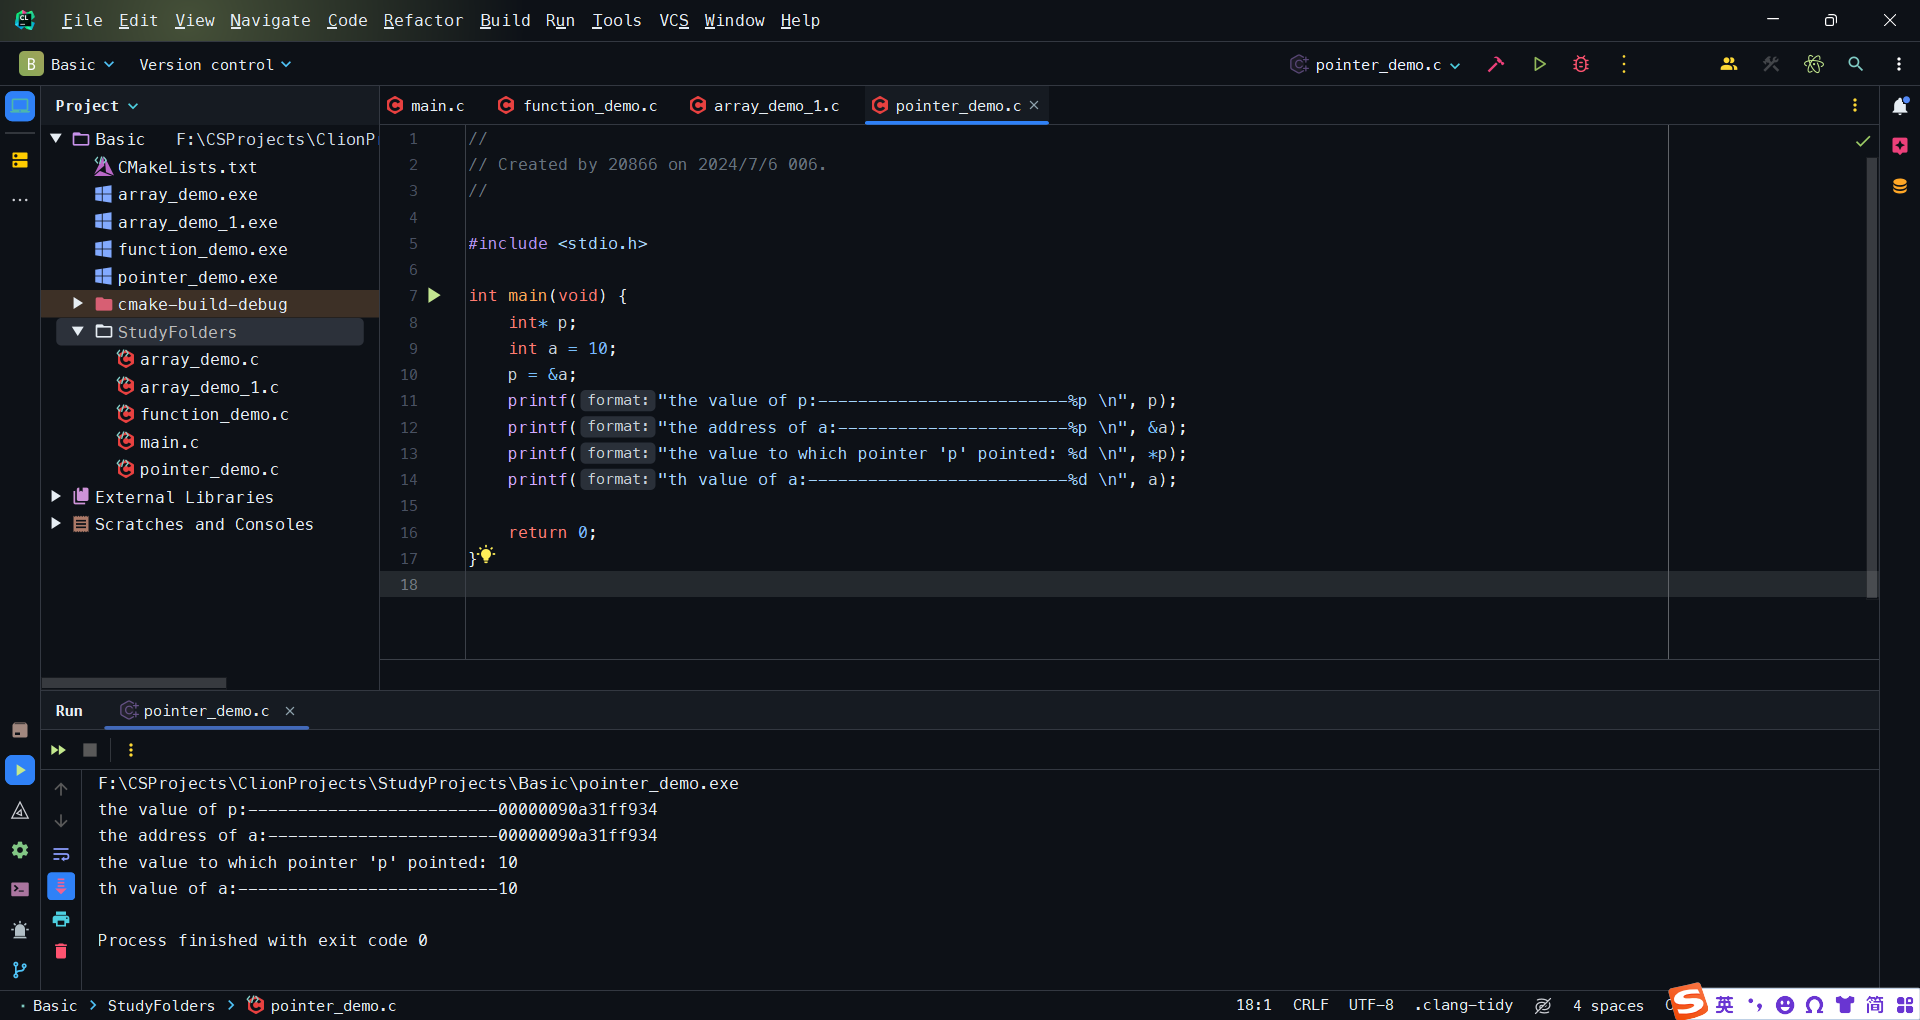 File Edit View Navigate Code Refactor Build Run Tools VCS Window Help
B Basic Version control pointer_demo.c
Project main.c function_demo.c array_demo_1.c pointer_demo.c
Basic F:\CSProjects\ClionP
CMakeLists.txt
array_demo.exe
array_demo_1.exe
function_demo.exe
pointer_demo.exe
cmake-build-debug
StudyFolders
array_demo.c
array_demo_1.c
function_demo.c
main.c
pointer_demo.c
External Libraries
Scratches and Consoles
1 //
2 // Created by 20866 on 2024/7/6 006.
3 //
4
5 #include <stdio.h>
6
7 int main(void) {
8 int* p;
9 int a = 10;
10 p = &a;
11 printf( format: "the value of p:-------------------------%p \n", p);
12 printf( format: "the address of a:-----------------------%p \n", &a);
13 printf( format: "the value to which pointer 'p' pointed: %d \n", *p);
14 printf( format: "th value of a:--------------------------%d \n", a);
15
16 return 0;
17 }
18
Run pointer_demo.c
F:\CSProjects\ClionProjects\StudyProjects\Basic\pointer_demo.exe
the value of p:-------------------------00000090a31ff934
the address of a:-----------------------00000090a31ff934
the value to which pointer 'p' pointed: 10
th value of a:--------------------------10
Process finished with exit code 0
Basic StudyFolders pointer_demo.c 18:1 CRLF UTF-8 .clang-tidy 4 spaces 英 简